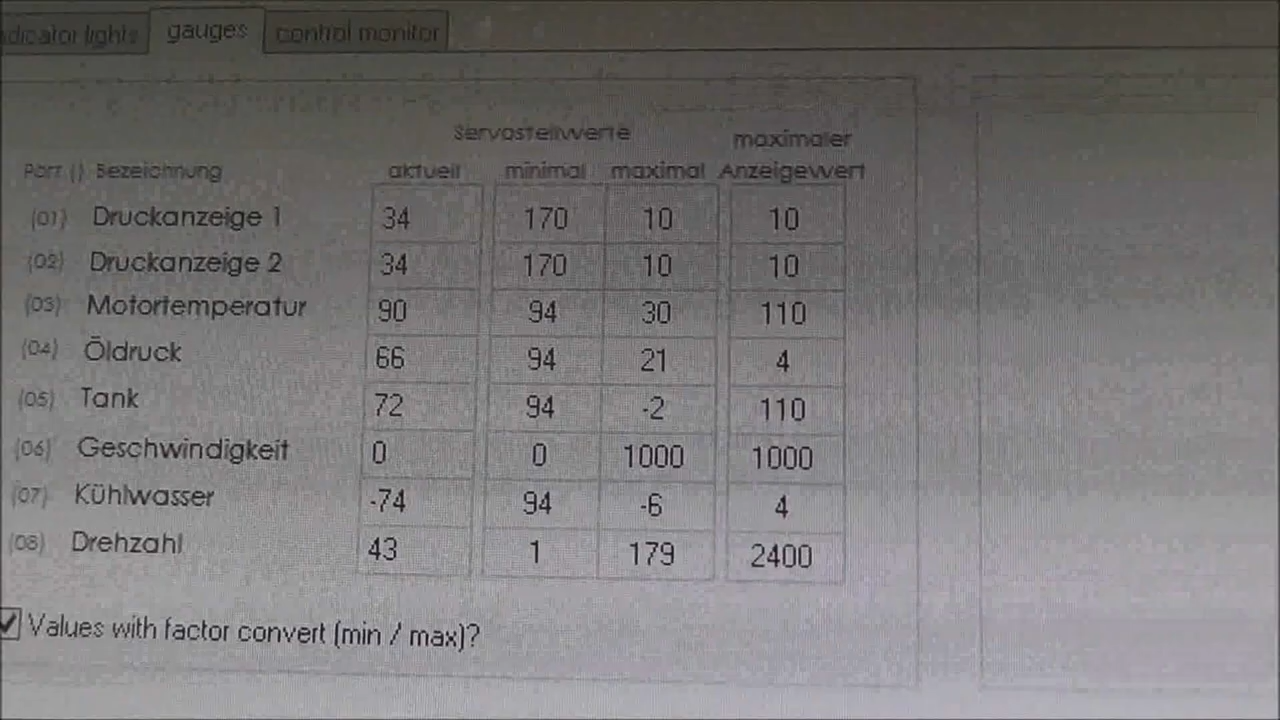 indicator lights gauges control monitor
Servostellwerte maximaler
Port () Bezeichnung aktuell minimal maximal Anzeigewert
(01) Druckanzeige 1 34 170 10 10
(02) Druckanzeige 2 34 170 10 10
(03) Motortemperatur 90 94 30 110
(04) Öldruck 66 94 21 4
(05) Tank 72 94 -2 110
(06) Geschwindigkeit 0 0 1000 1000
(07) Kühlwasser -74 94 -6 4
(08) Drehzahl 43 1 179 2400
Values with factor convert (min / max)?